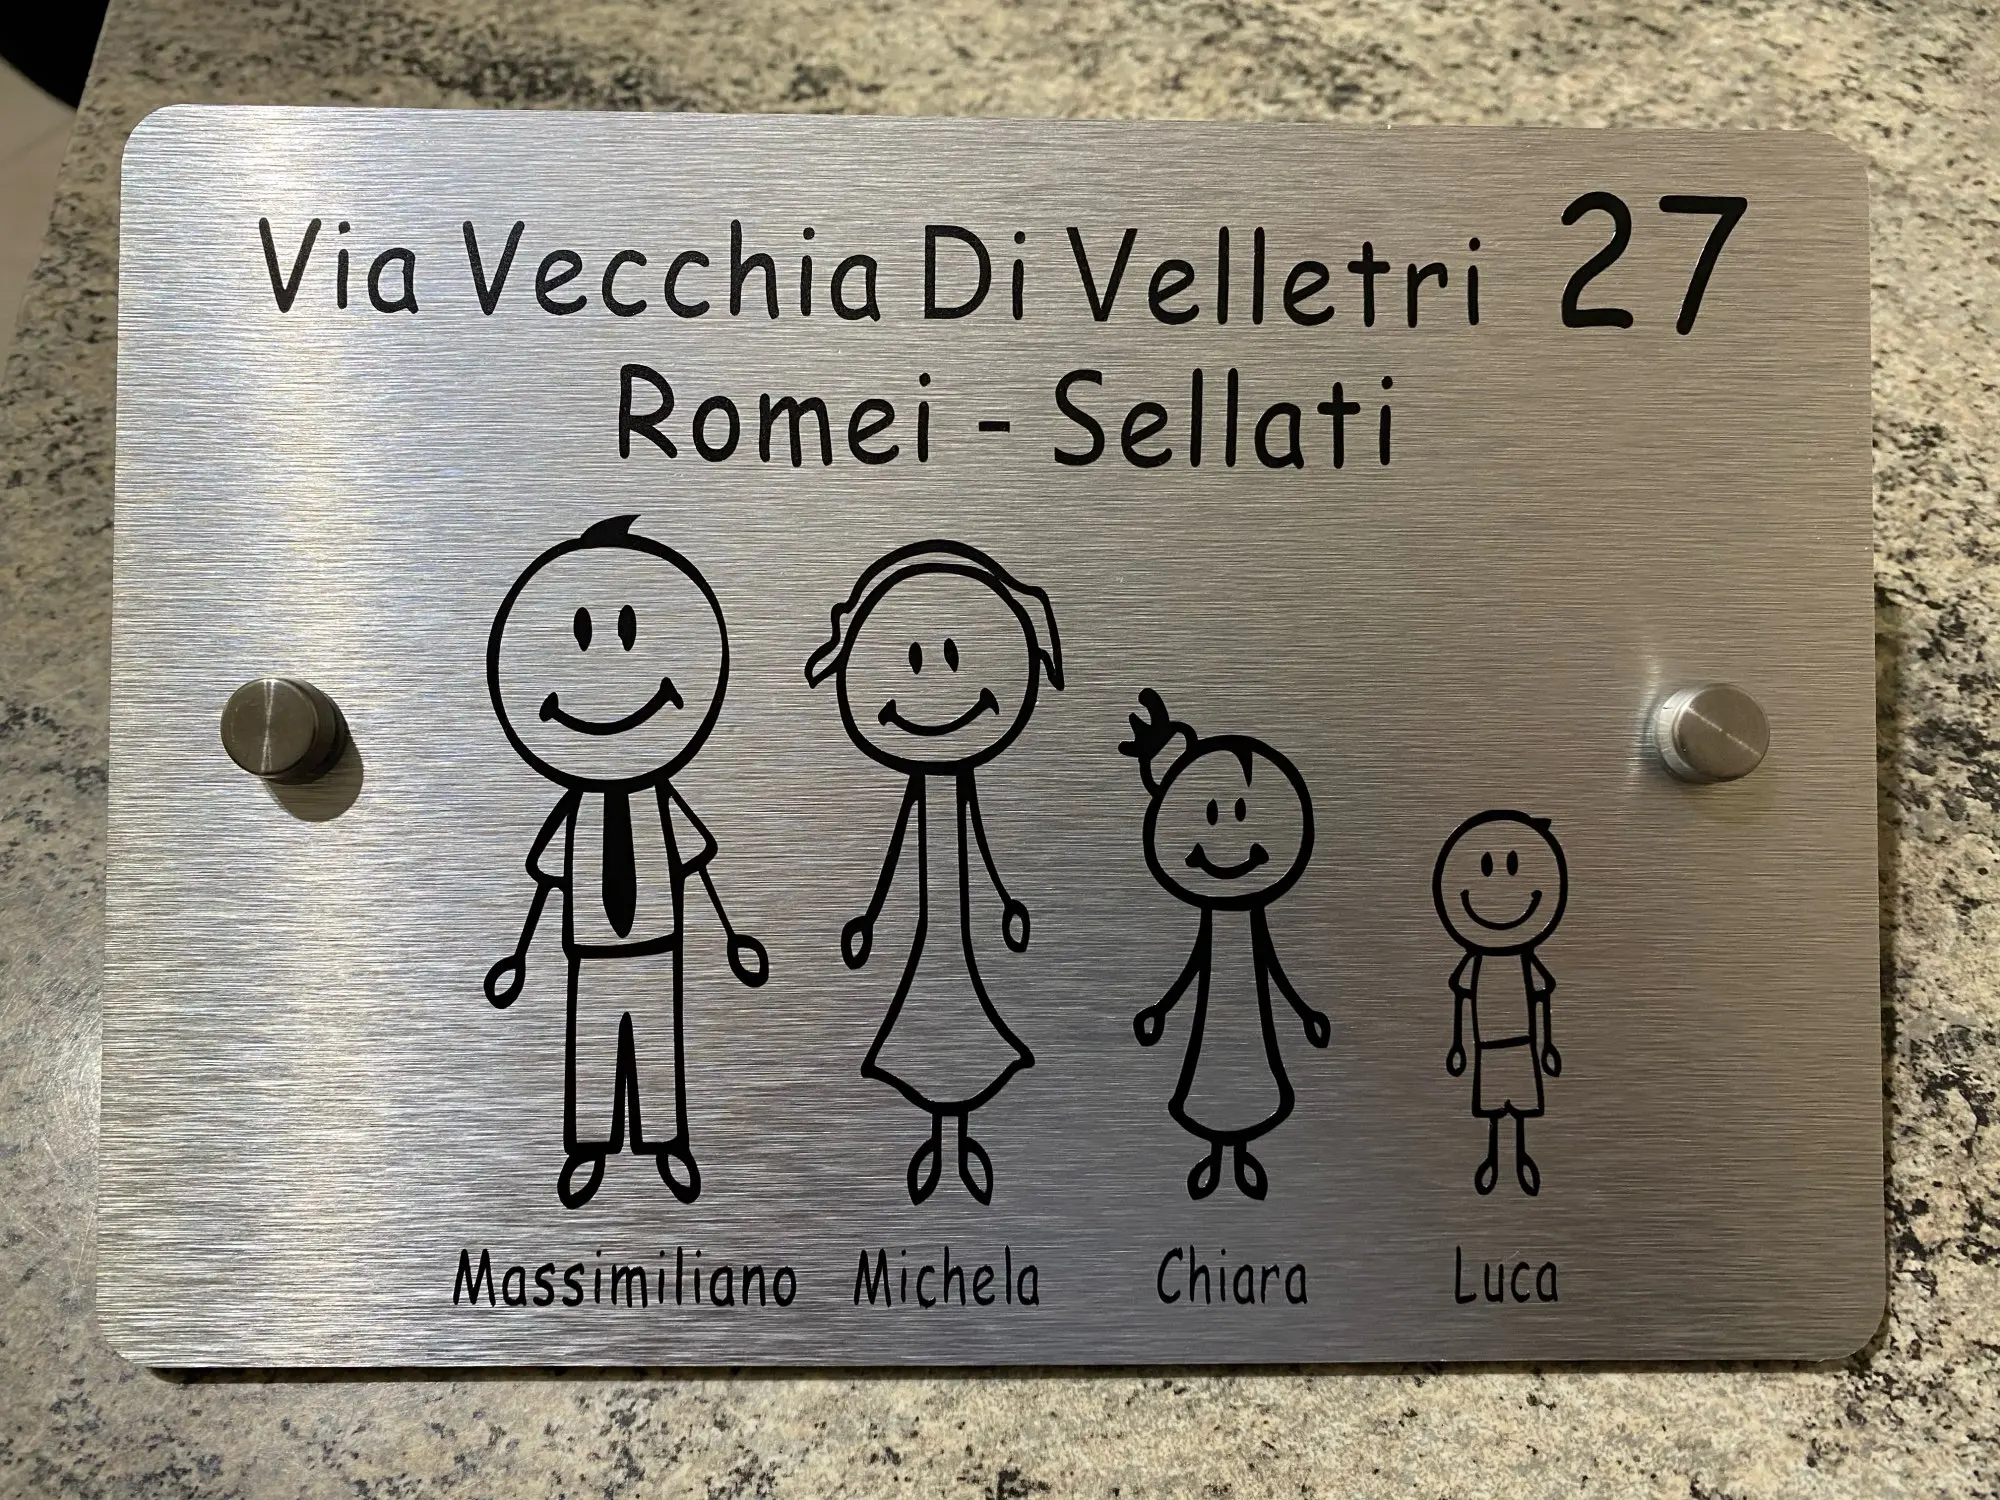 Via Vecchia Di Velletri 27
Romei - Sellati
Massimiliano Michela Chiara Luca